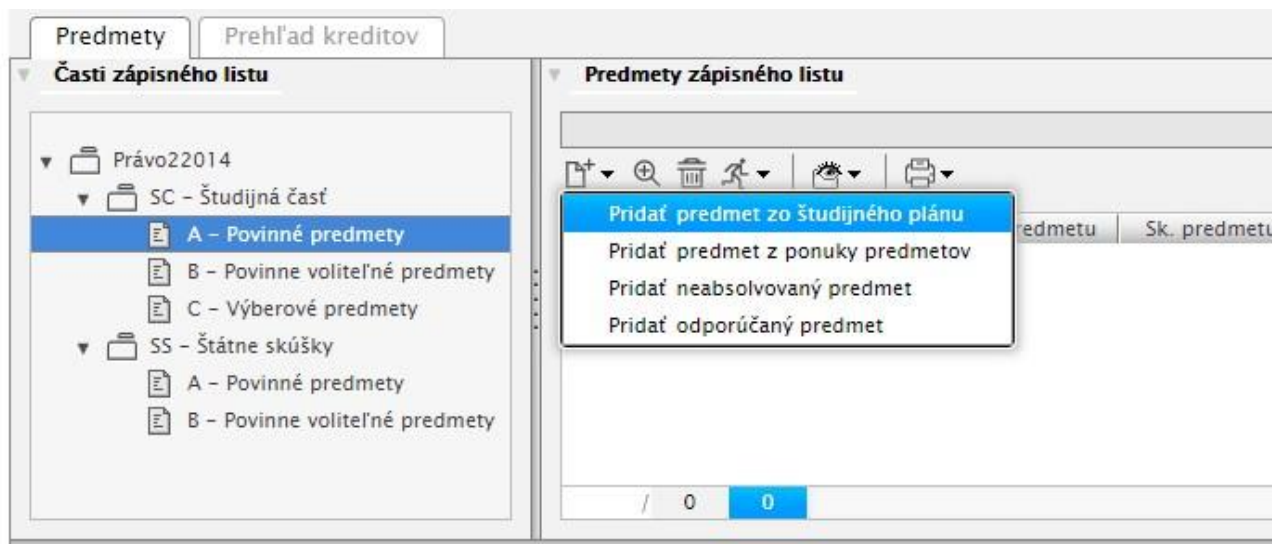 Predmety
Prehľad kreditov
Časti zápisného listu
Právo22014
SC – Študijná časť
A – Povinné predmety
B – Povinne voliteľné predmety
C – Výberové predmety
SS – Štátne skúšky
A – Povinné predmety
B – Povinne voliteľné predmety
Predmety zápisného listu
Pridať predmet zo študijného plánu
Pridať predmet z ponuky predmetov
Pridať neabsolvovaný predmet
Pridať odporúčaný predmet
redmetu
Sk. predmetu
/ 0 0